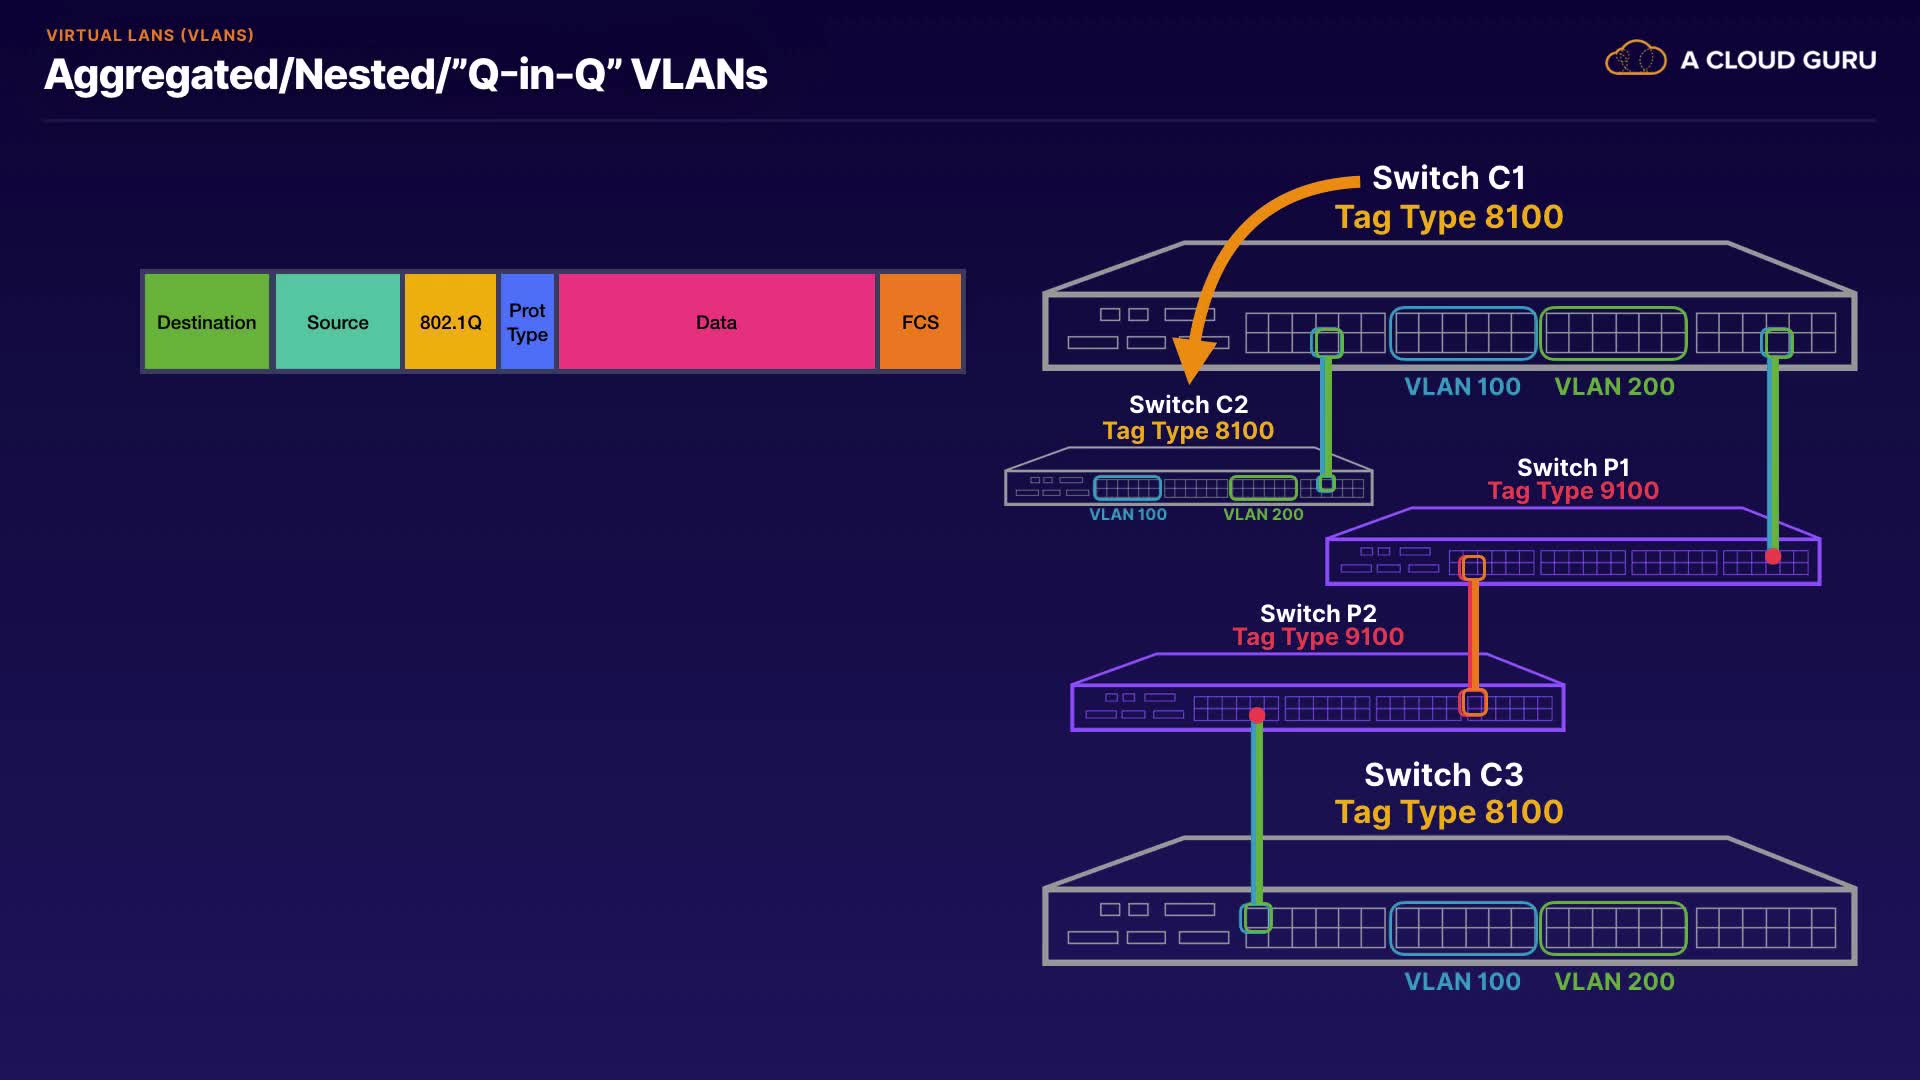 VIRTUAL LANS (VLANS)
Aggregated/Nested/”Q-in-Q” VLANs
A CLOUD GURU
Destination
Source
802.1Q
Prot
Type
Data
FCS
Switch C1
Tag Type 8100
VLAN 100
VLAN 200
Switch C2
Tag Type 8100
VLAN 100
VLAN 200
Switch P1
Tag Type 9100
Switch P2
Tag Type 9100
Switch C3
Tag Type 8100
VLAN 100
VLAN 200